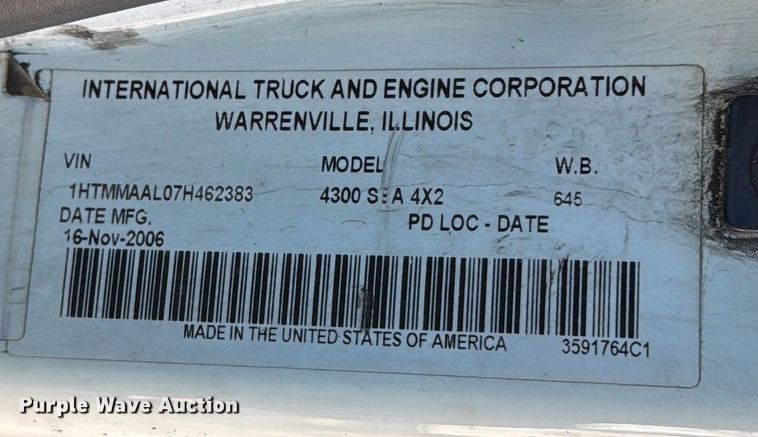 INTERNATIONAL TRUCK AND ENGINE CORPORATION
WARRENVILLE, ILLINOIS
VIN MODEL W.B.
1HTMMAAL07H462383 4300 SBA 4X2 645
DATE MFG. PD LOC - DATE
16-Nov-2006
MADE IN THE UNITED STATES OF AMERICA 3591764C1
Purple Wave Auction